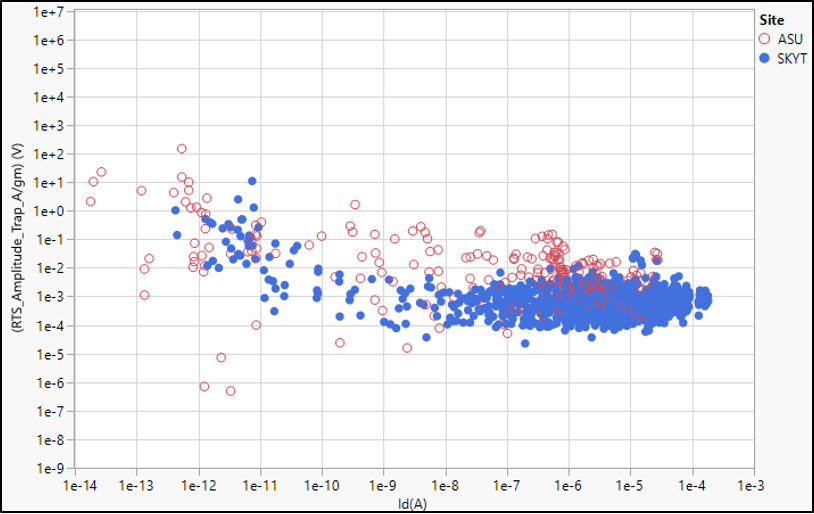 1e+7
Site
1e+6
ASU
1e+5
SKYT
1e+4
1e+3
1e+2
1e+1
1e+0
1e-1
1e-2
1e-3
1e-4
1e-5
1e-6
1e-7
1e-8
1e-9
(RTS_Amplitude_Trap_A/gm) (V)
1e-14 1e-13 1e-12 1e-11 1e-10 1e-9 1e-8 1e-7 1e-6 1e-5 1e-4 1e-3
Id(A)